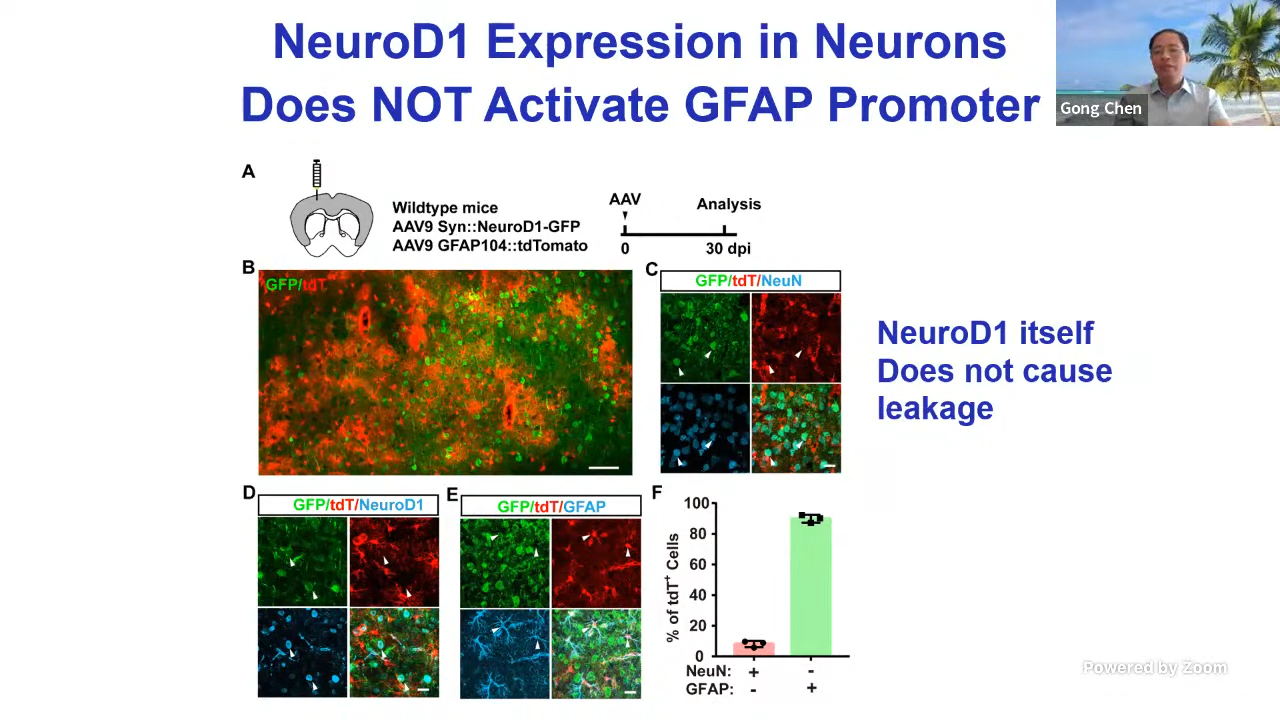 NeuroD1 Expression in Neurons
Does NOT Activate GFAP Promoter
Gong Chen
A
Wildtype mice
AAV9 Syn::NeuroD1-GFP
AAV9 GFAP104::tdTomato
AAV
Analysis
0
30 dpi
B
GFP/tdT
C
GFP/tdT/NeuN
NeuroD1 itself
Does not cause
leakage
D
GFP/tdT/NeuroD1
E
GFP/tdT/GFAP
F
% of tdT+ Cells
100
80
60
40
20
0
NeuN: + -
GFAP: - +
Powered by Zoom